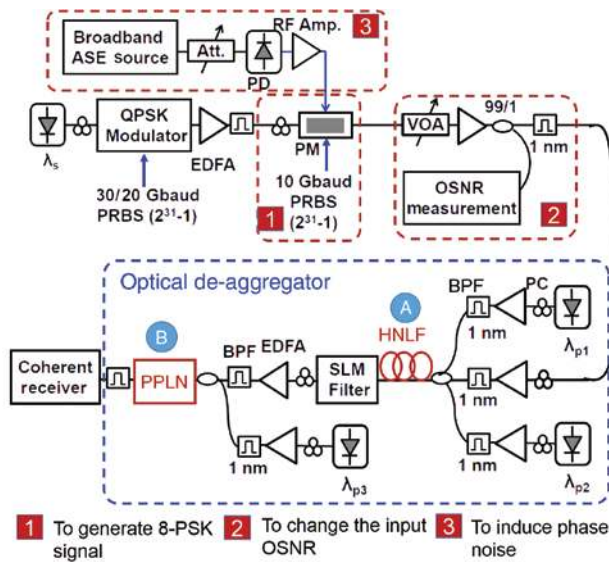 Broadband
ASE source
Att.
PD
RF Amp.
3
λs
QPSK
Modulator
EDFA
PM
VOA
99/1
1 nm
30/20 Gbaud
PRBS (2³¹-1)
1
10 Gbaud
PRBS
(2³¹-1)
OSNR
measurement
2
Optical de-aggregator
B
A
BPF
PC
1 nm
λp1
Coherent
receiver
PPLN
BPF
EDFA
SLM
Filter
HNLF
1 nm
1 nm
λp3
1 nm
λp2
1 To generate 8-PSK
signal
2 To change the input
OSNR
3 To induce phase
noise